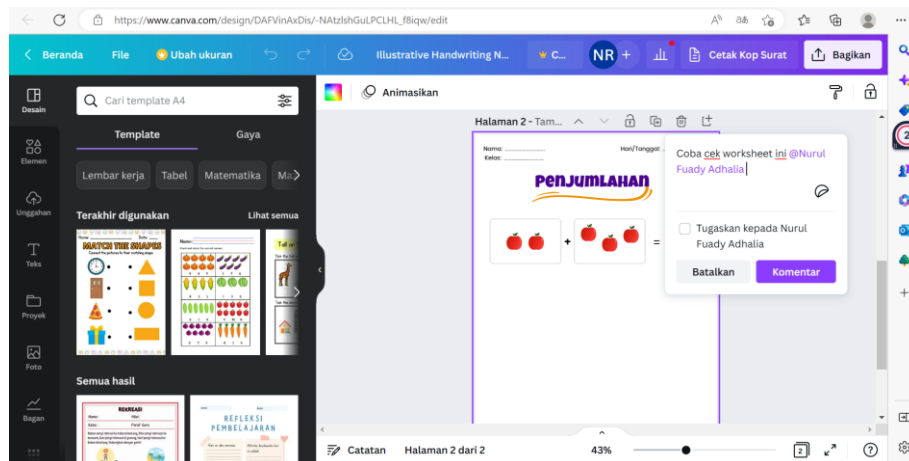 https://www.canva.com/design/DAFVinAxDis/-NAtzlshGuLPCLHL_f8iqw/edit
Beranda File Ubah ukuran Illustrative Handwriting N... C... NR + Cetak Kop Surat Bagikan
Desain
Elemen
Unggahan
Teks
Proyek
Foto
Bagan
Cari template A4
Template Gaya
Lembar kerja Tabel Matematika
Terakhir digunakan Lihat semua
MATCH THE SHAPES
Semua hasil
REKREASI
REFLEKSI
PEMBELAJARAN
Animasikan
Halaman 2 - Tam...
Nama:
Kelas:
Hari/Tanggal:
PENJUMLAHAN
+ =
Coba cek worksheet ini @Nurul
Fuady Adhalia
Tugaskan kepada Nurul
Fuady Adhalia
Batalkan Komentar
Catatan Halaman 2 dari 2 43% 2